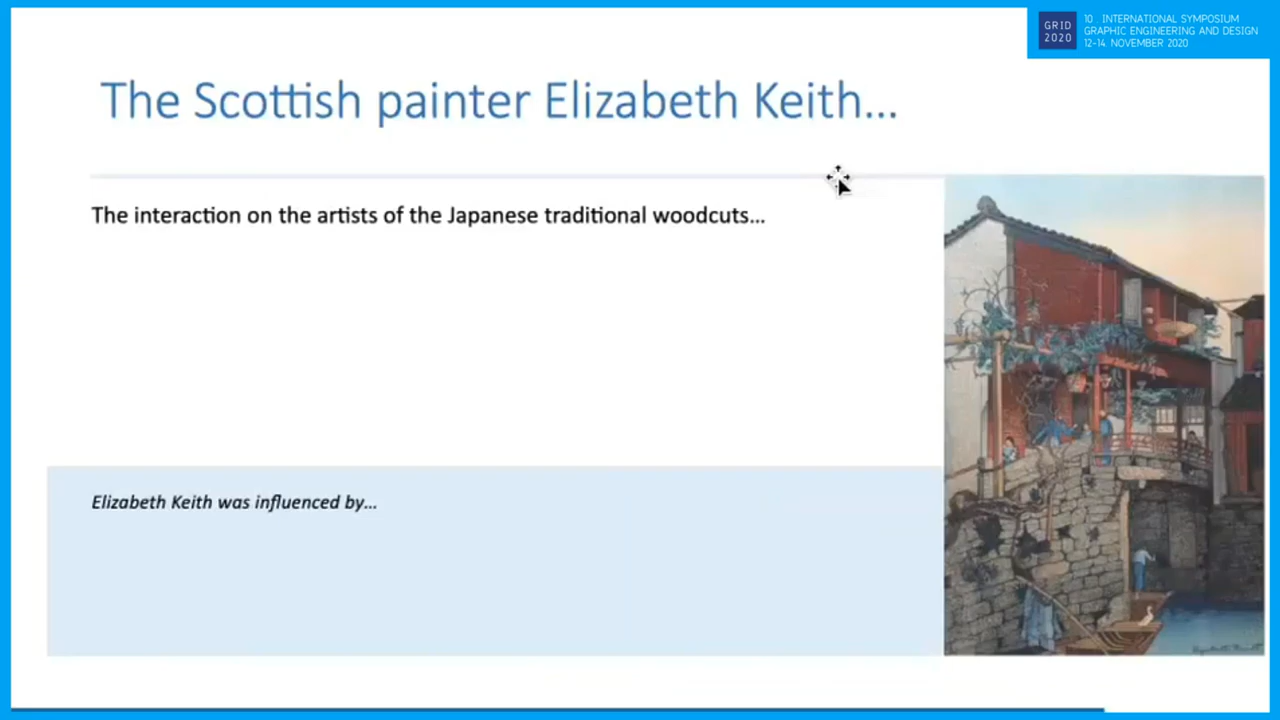 GRID
2020
10 . INTERNATIONAL SYMPOSIUM
GRAPHIC ENGINEERING AND DESIGN
12-14. NOVEMBER 2020
The Scottish painter Elizabeth Keith...
The interaction on the artists of the Japanese traditional woodcuts...
Elizabeth Keith was influenced by...